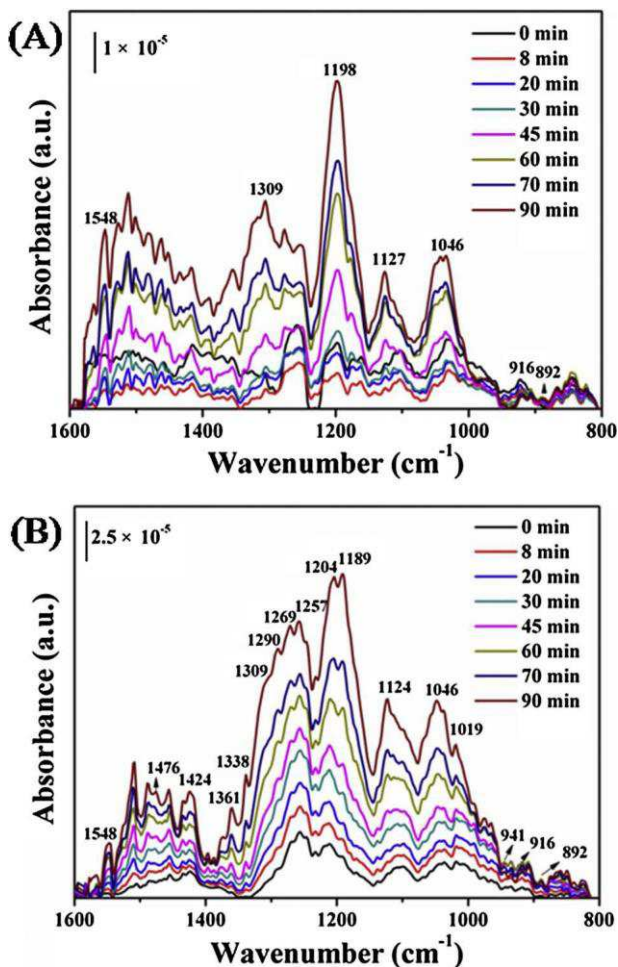 (A)
1 × 10⁻⁵
0 min
8 min
20 min
30 min
45 min
60 min
70 min
90 min
1198
1309
1548
1127
1046
916
892
Absorbance (a.u.)
1600 1400 1200 1000 800
Wavenumber (cm⁻¹)
(B)
2.5 × 10⁻⁵
0 min
8 min
20 min
30 min
45 min
60 min
70 min
90 min
1204
1189
1257
1269
1290
1309
1338
1361
1424
1476
1548
1124
1046
1019
941
916
892
Absorbance (a.u.)
1600 1400 1200 1000 800
Wavenumber (cm⁻¹)